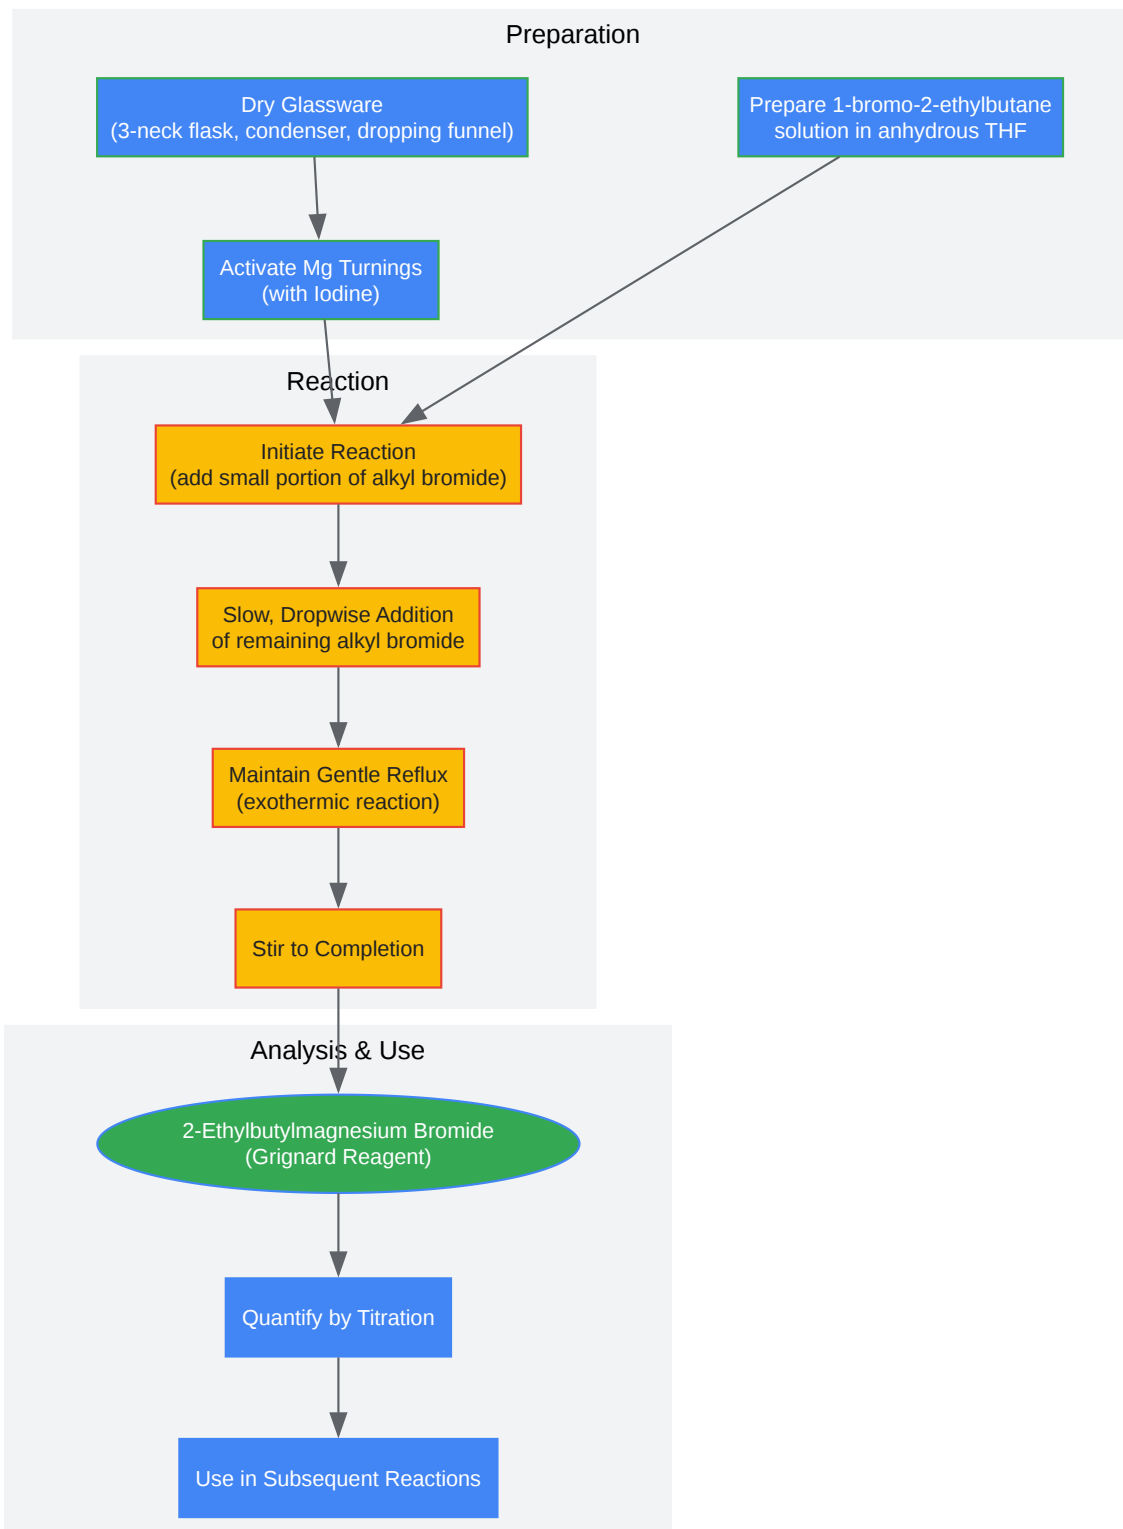 Preparation
Dry Glassware
(3-neck flask, condenser, dropping funnel)
Prepare 1-bromo-2-ethylbutane
solution in anhydrous THF
Activate Mg Turnings
(with Iodine)
Reaction
Initiate Reaction
(add small portion of alkyl bromide)
Slow, Dropwise Addition
of remaining alkyl bromide
Maintain Gentle Reflux
(exothermic reaction)
Stir to Completion
Analysis & Use
2-Ethylbutylmagnesium Bromide
(Grignard Reagent)
Quantify by Titration
Use in Subsequent Reactions